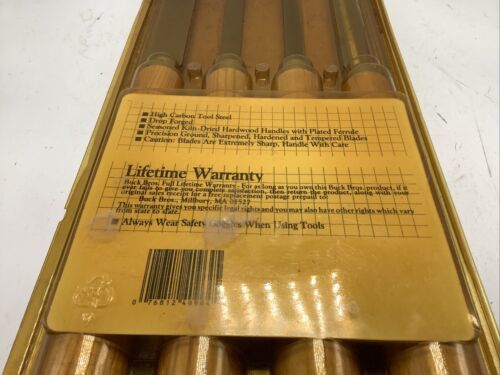 High Carbon Tool Steel
Drop Forged
Seasoned Kiln-Dried Hardwood Handles with Plated Ferrule
Precision Ground, Sharpened, Hardened and Tempered Blades
Caution: Blades Are Extremely Sharp, Handle With Care
Lifetime Warranty
Buck Bros. Full Lifetime Warranty - For as long as you own this Buck Bros. product, if it
ever fails to give you complete satisfaction, then return the product, along with your
original sales receipt for a free replacement postage prepaid to:
Buck Bros., Millbury, MA 01527
This warranty gives you specific legal rights and you may also have other rights which vary
from state to state.
Always Wear Safety Goggles When Using Tools
0 76812